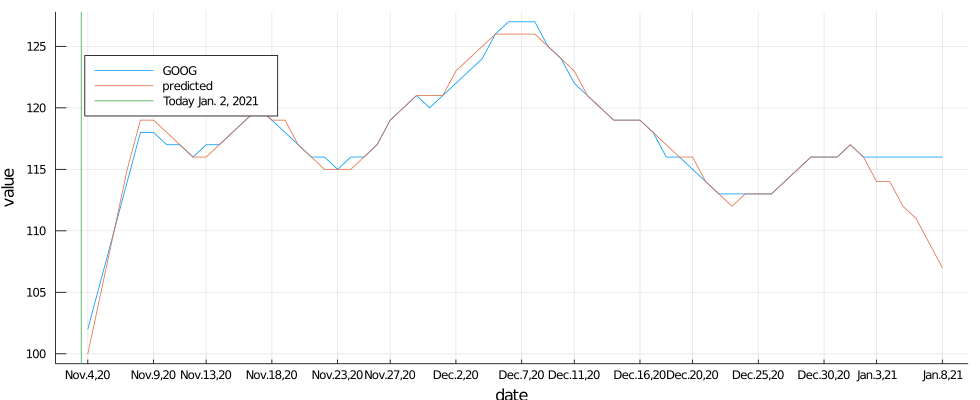 125
120
115
110
105
100
value
GOOG
predicted
Today Jan. 2, 2021
Nov.4,20 Nov.9,20 Nov.13,20 Nov.18,20 Nov.23,20 Nov.27,20 Dec.2,20 Dec.7,20 Dec.11,20 Dec.16,20 Dec.20,20 Dec.25,20 Dec.30,20 Jan.3,21 Jan.8,21
date